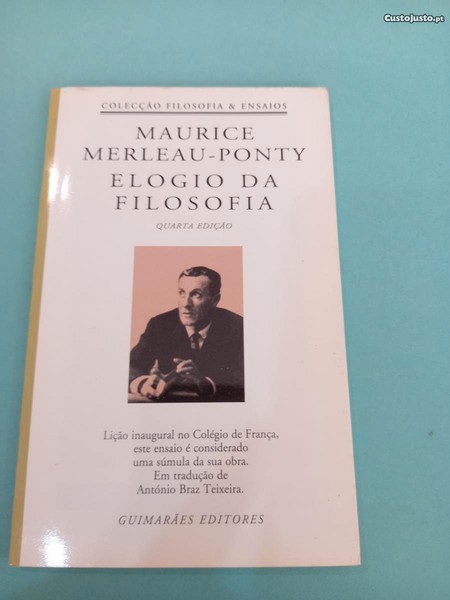 CustoJusto.pt
COLECÇÃO FILOSOFIA & ENSAIOS
MAURICE
MERLEAU-PONTY
ELOGIO DA
FILOSOFIA
QUARTA EDIÇÃO
Lição inaugural no Colégio de França,
este ensaio é considerado
uma súmula da sua obra.
Em tradução de
António Braz Teixeira.
GUIMARÃES EDITORES